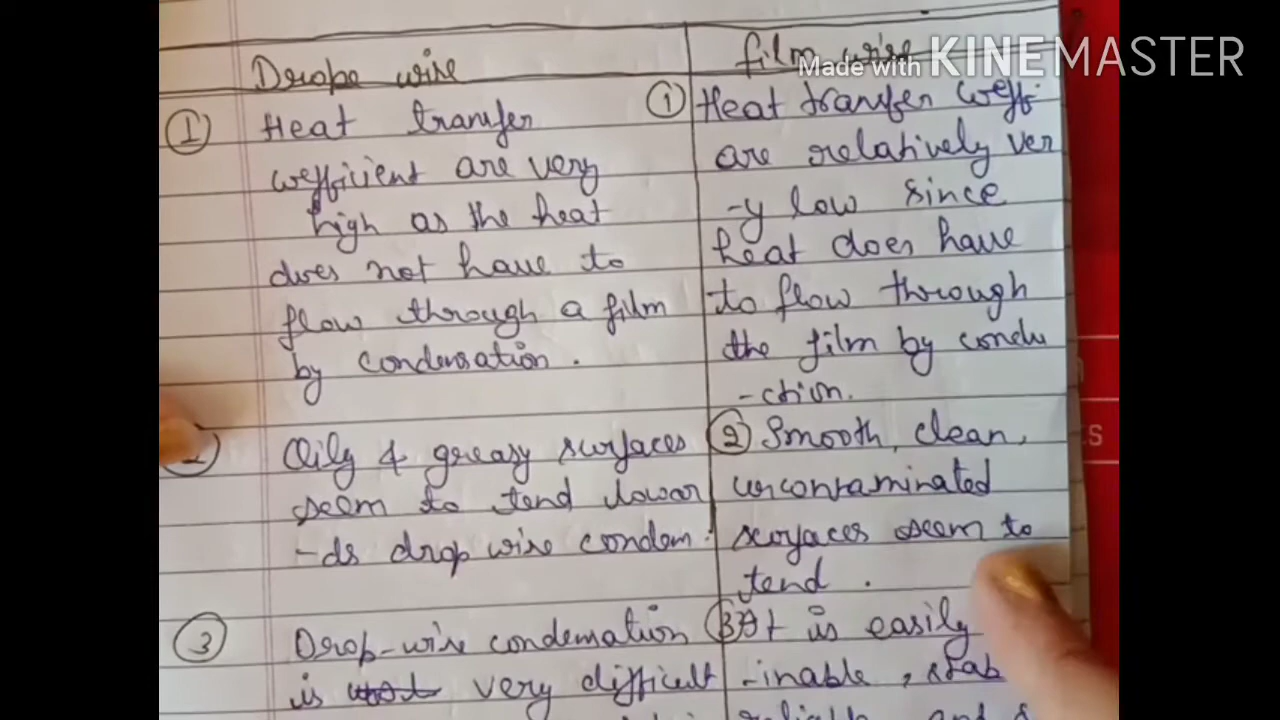 Made with KINEMASTER
Drope wire
film wise
① Heat transfer
coefficient are very
high as the heat
does not have to
flow through a film
by condensation.
① Heat transfer coeff.
are relatively ver
-y low since
heat does have
to flow through
the film by condu
-ction.
Oily & greasy surfaces
seem to tend lowar
-ds drop wise conden.
② Smooth, clean,
uncontaminated
surfaces seem to
tend.
③ Drop-wise condensation
is very difficult
③ It is easily
-inable, stab